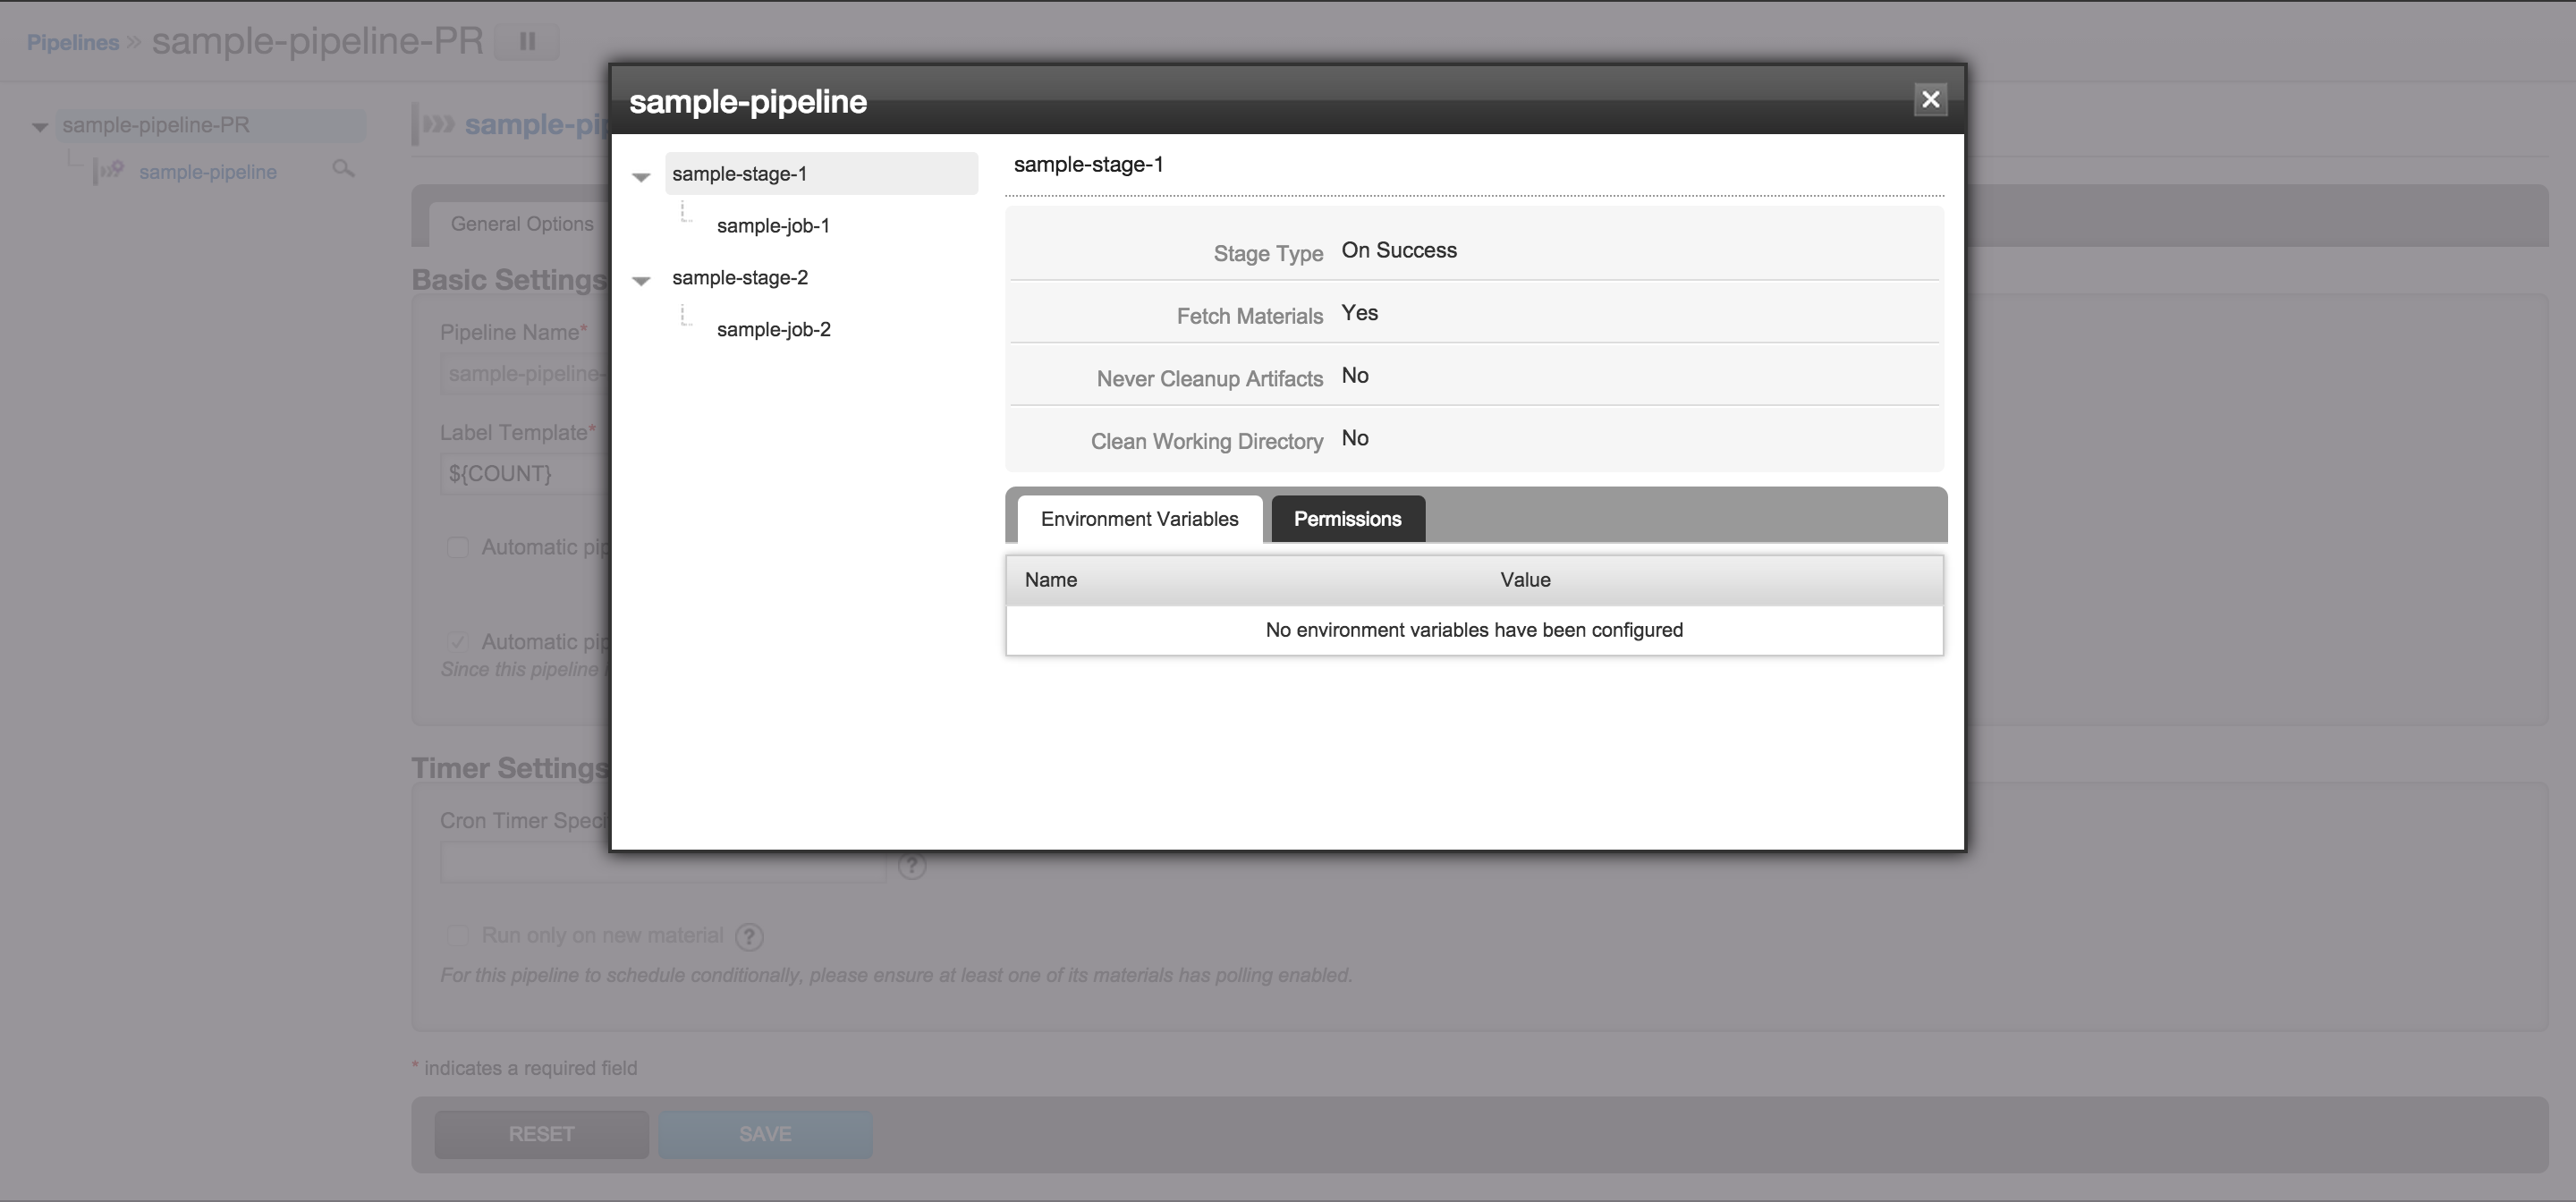 Pipelines » sample-pipeline-PR
sample-pipeline
sample-pipeline-PR
sample-pipeline
General Options
Basic Settings
Pipeline Name*
sample-pipeline-
Label Template*
${COUNT}
Automatic
Automatic
Since this pipeline
Timer Settings
Cron Timer
Run only on new material ?
For this pipeline to schedule conditionally, please ensure at least one of its materials has polling enabled.
* indicates a required field
RESET SAVE
sample-stage-1
sample-job-1
sample-stage-2
sample-job-2
sample-stage-1
Stage Type On Success
Fetch Materials Yes
Never Cleanup Artifacts No
Clean Working Directory No
Environment Variables Permissions
Name Value
No environment variables have been configured